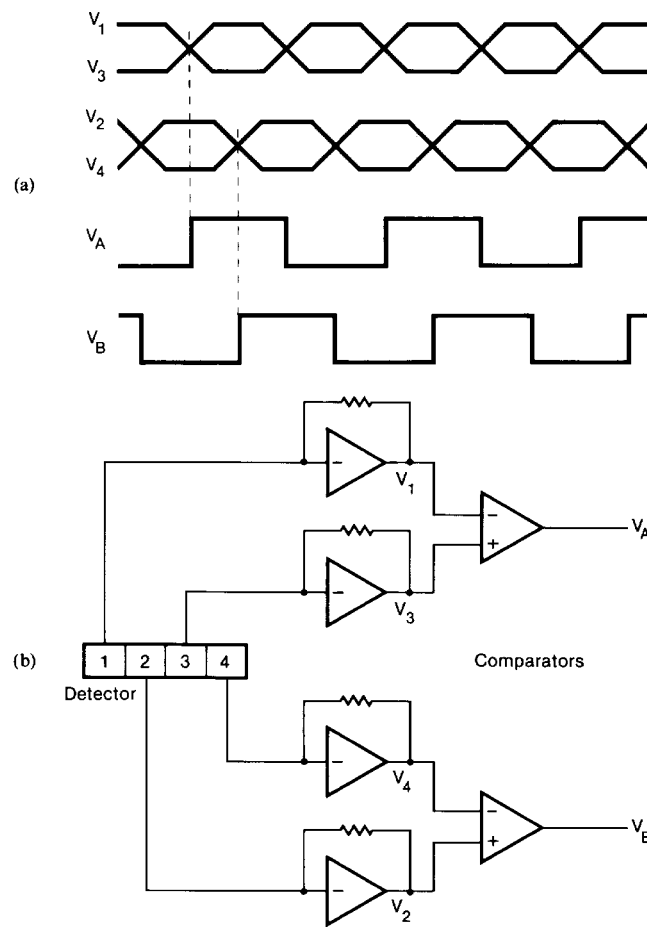 V1
V3
V2
V4
(a)
VA
VB
−
V1
−
+
VA
−
V3
(b)
1 2 3 4
Detector
Comparators
−
V4
−
+
VB
−
V2